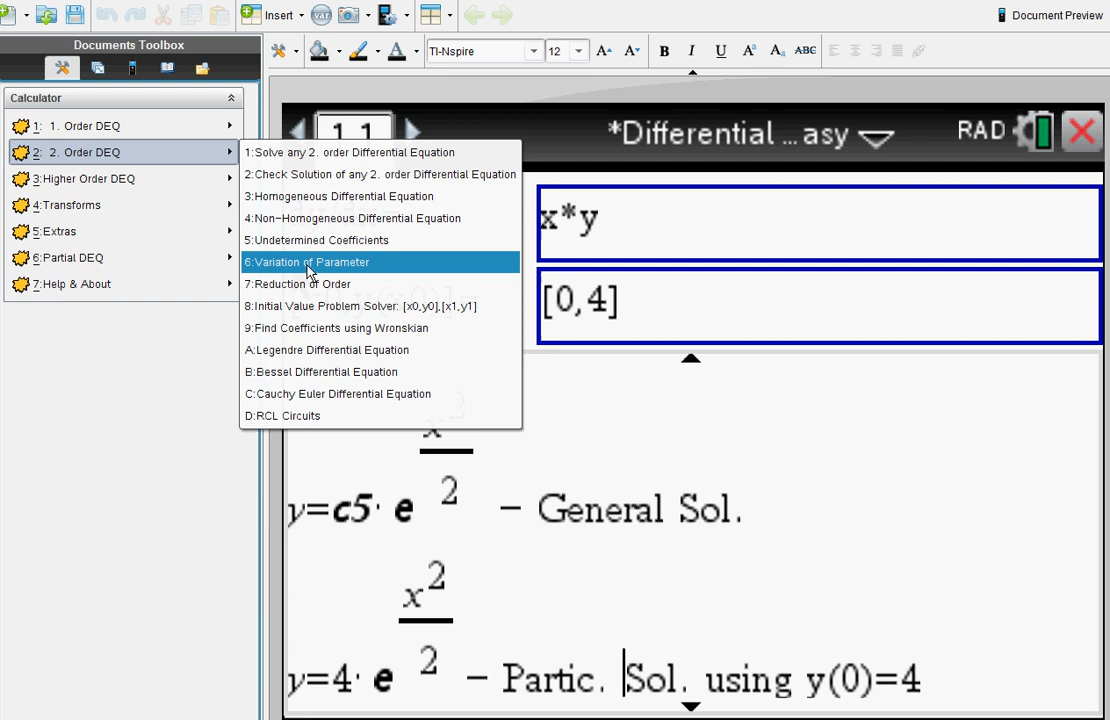 Insert
var
Document Preview
Documents Toolbox
TI-Nspire
12
A
A
A
B
I
U
A
A
ABC
Calculator
1: 1. Order DEQ
2: 2. Order DEQ
3:Higher Order DEQ
4:Transforms
5:Extras
6:Partial DEQ
7:Help & About
1:Solve any 2. order Differential Equation
2:Check Solution of any 2. order Differential Equation
3:Homogeneous Differential Equation
4:Non-Homogeneous Differential Equation
5:Undetermined Coefficients
6:Variation of Parameter
7:Reduction of Order
8:Initial Value Problem Solver: [x0,y0],[x1,y1]
9:Find Coefficients using Wronskian
A:Legendre Differential Equation
B:Bessel Differential Equation
C:Cauchy Euler Differential Equation
D:RCL Circuits
1.1
*Differential ...asy
RAD
x*y
[0,4]
x2
2
y=c5· e – General Sol.
x2
2
y=4· e – Partic. Sol. using y(0)=4